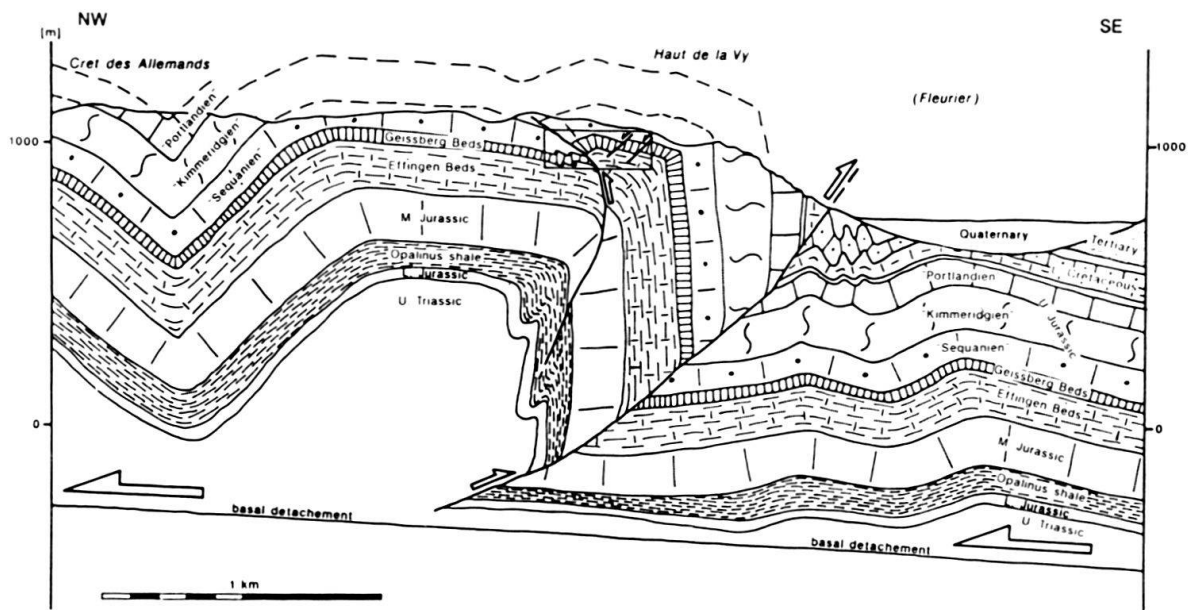 NW
SE
[m]
Cret des Allemands
Haut de la Vy
(Fleurier)
1000
1000
"Portlandien"
"Kimmeridgien"
"Sequanien"
Geissberg Beds
Effingen Beds
M Jurassic
Opalinus shale
L Jurassic
U Triassic
Quaternary
Tertiary
Cretaceous
"Portlandien
"Kimmeridgien"
U Jurassic
"Sequanien"
Geissberg Beds
Effingen Beds
0
0
M Jurassic
Opalinus shale
L Jurassic
U Triassic
basal detachement
basal detachement
1 km